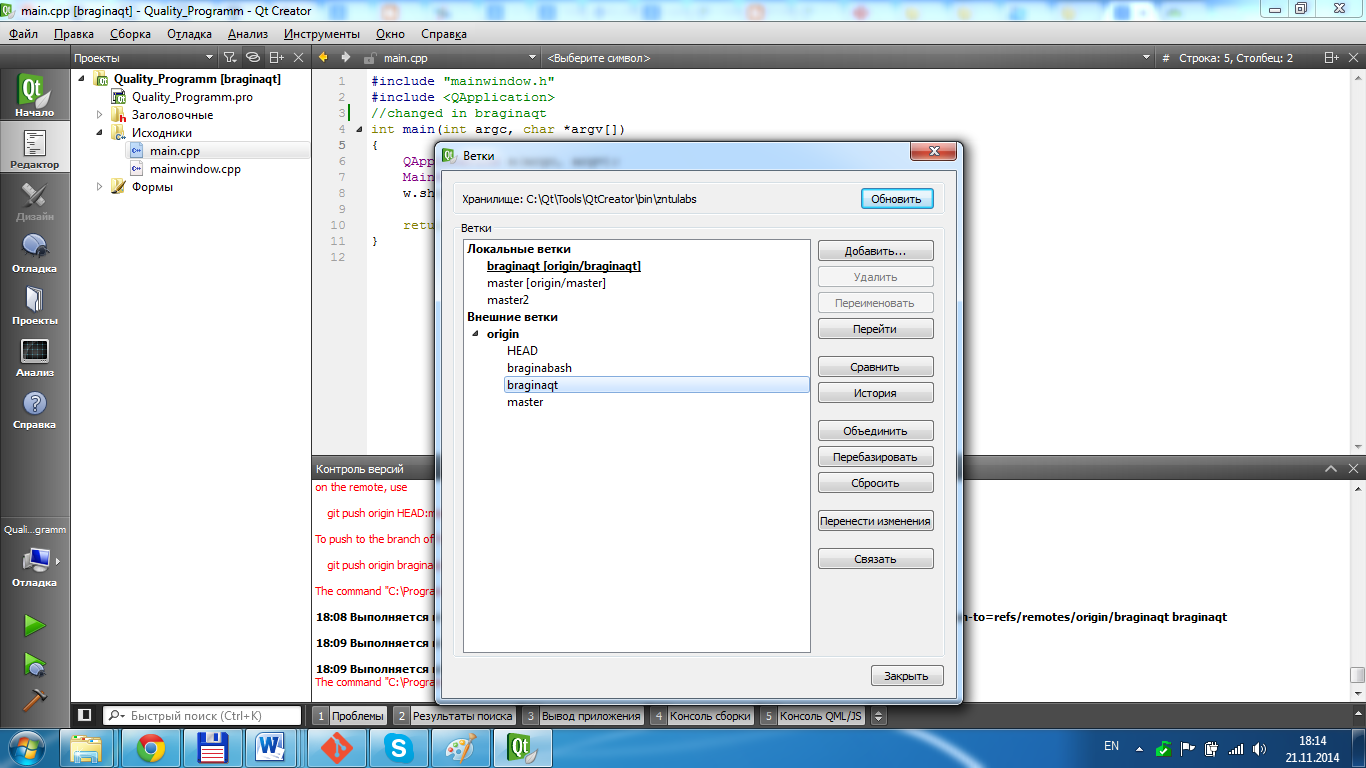 main.cpp [braginaqt] - Quality_Programm - Qt Creator
Файл Правка Сборка Отладка Анализ Инструменты Окно Справка
Проекты
main.cpp
<Выберите символ>
# Строка: 5, Столбец: 2
Начало
Редактор
Дизайн
Отладка
Проекты
Анализ
Справка
Quali...gramm
Отладка
Quality_Programm [braginaqt]
Quality_Programm.pro
Заголовочные
Исходники
main.cpp
mainwindow.cpp
Формы
1 #include "mainwindow.h"
2 #include <QApplication>
3 //changed in braginaqt
4 int main(int argc, char *argv[])
5 {
6 QApp
7 Mai
8 w.sh
9
10 retu
11 }
12
Ветки
Хранилище: C:\Qt\Tools\QtCreator\bin\zntulabs
Обновить
Ветки
Локальные ветки
braginaqt [origin/braginaqt]
master [origin/master]
master2
Внешние ветки
origin
HEAD
braginabash
braginaqt
master
Добавить...
Удалить
Переименовать
Перейти
Сравнить
История
Объединить
Перебазировать
Сбросить
Перенести изменения
Связать
Закрыть
Контроль версий
on the remote, use
git push origin HEAD:m
To push to the branch of
git push origin bragina
The command "C:\Progra
18:08 Выполняется
n-to=refs/remotes/origin/braginaqt braginaqt
18:09 Выполняется
18:09 Выполняется
The command "C:\Progra
Быстрый поиск (Ctrl+K)
1 Проблемы
2 Результаты поиска
3 Вывод приложения
4 Консоль сборки
5 Консоль QML/JS
EN
18:14
21.11.2014